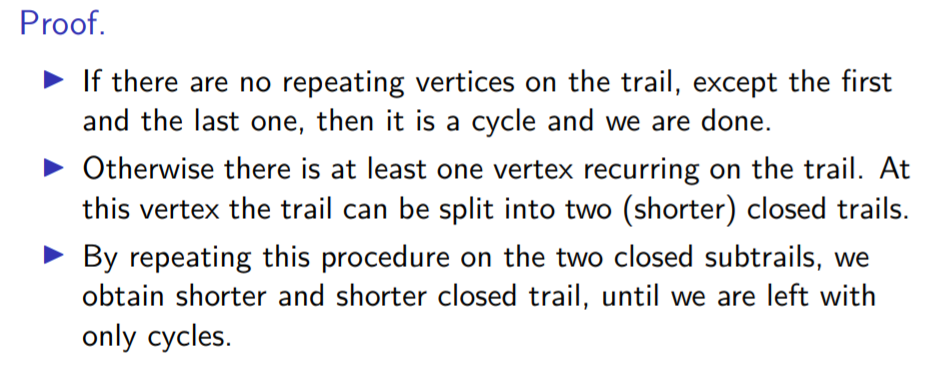 Proof.
▶ If there are no repeating vertices on the trail, except the first
and the last one, then it is a cycle and we are done.
▶ Otherwise there is at least one vertex recurring on the trail. At
this vertex the trail can be split into two (shorter) closed trails.
▶ By repeating this procedure on the two closed subtrails, we
obtain shorter and shorter closed trail, until we are left with
only cycles.